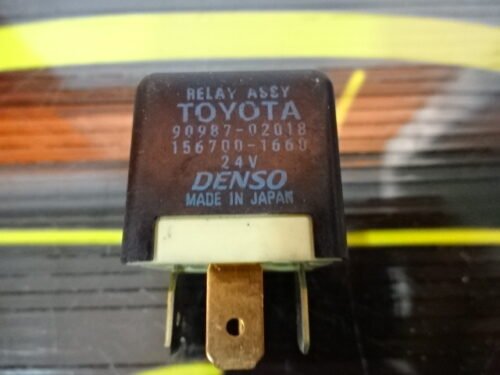 RELAY ASSY
TOYOTA
90987-02018
156700-1660
24V
DENSO
MADE IN JAPAN